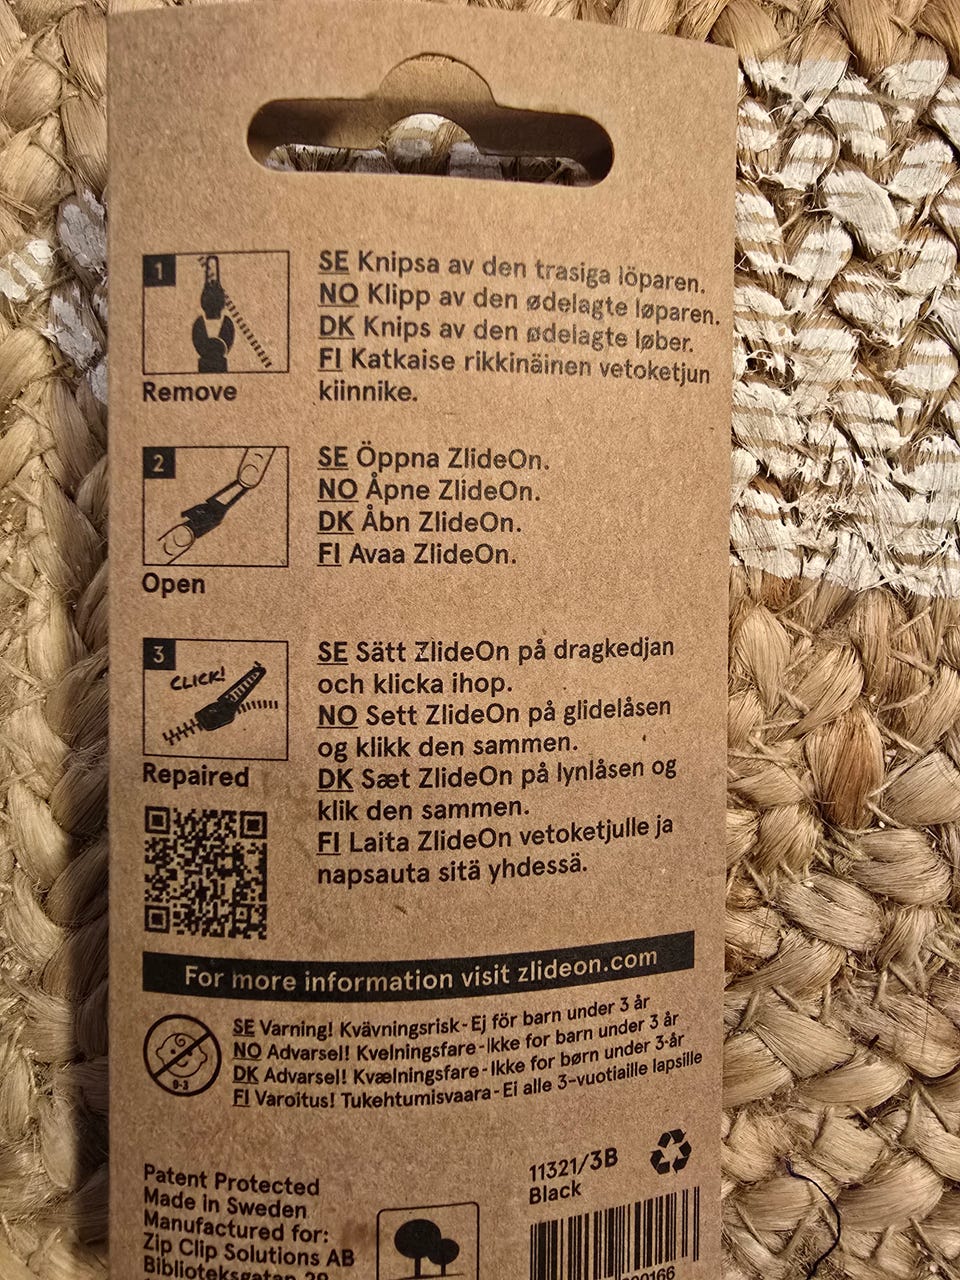 1
SE Knipsa av den trasiga löparen.
NO Klipp av den ødelagte løparen.
DK Knips av den ødelagte løber.
FI Katkaise rikkinäinen vetoketjun
kiinnike.
Remove
2
SE Öppna ZlideOn.
NO Åpne ZlideOn.
DK Åbn ZlideOn.
FI Avaa ZlideOn.
Open
3
CLICK!
SE Sätt ZlideOn på dragkedjan
och klicka ihop.
NO Sett ZlideOn på glidelåsen
og klikk den sammen.
DK Sæt ZlideOn på lynlåsen og
klik den sammen.
FI Laita ZlideOn vetoketjulle ja
napsauta sitä yhdessä.
Repaired
For more information visit zlideon.com
0-3
SE Varning! Kvävningsrisk-Ej för barn under 3 år
NO Advarsel! Kvelningsfare-Ikke for barn under 3 år
DK Advarsel! Kvælningsfare-Ikke for børn under 3-år
FI Varoitus! Tukehtumisvaara-Ei alle 3-vuotiaille lapsille
Patent Protected
Made in Sweden
Manufactured for:
Zip Clip Solutions AB
Biblioteksgatan 29
11321/3B
Black